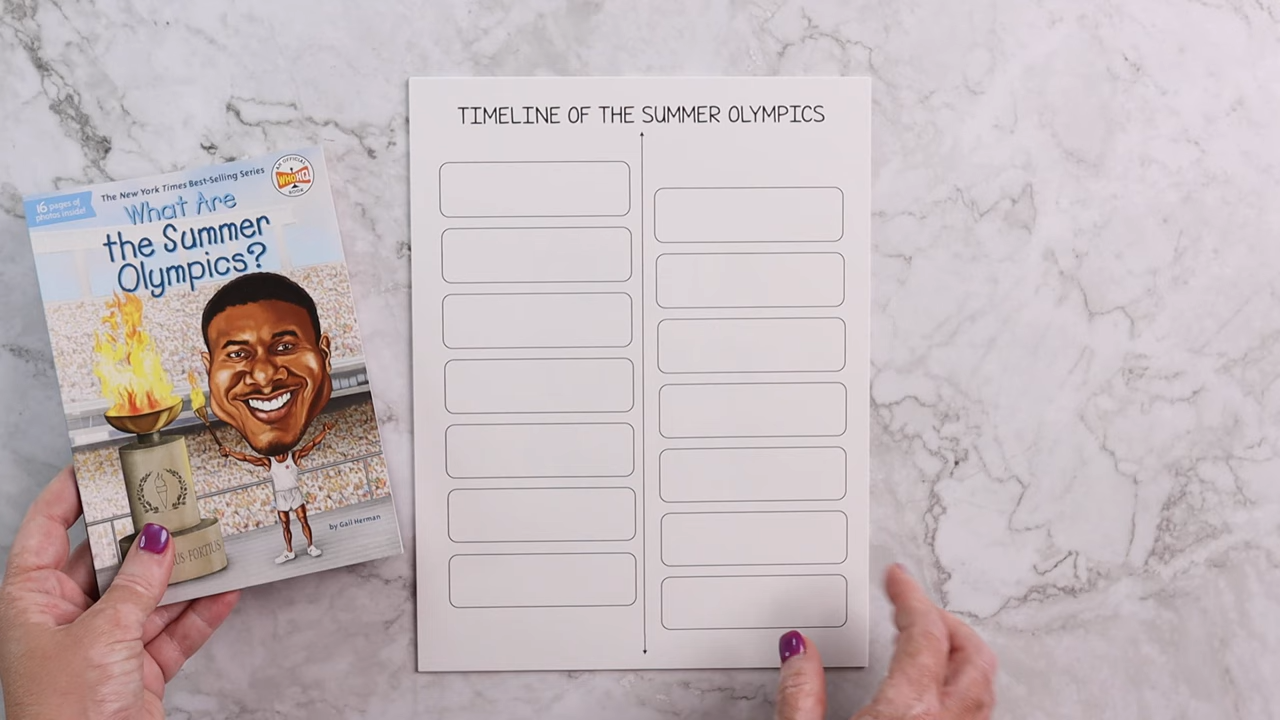 16 pages of
photos inside!
The New York Times Best-Selling Series
AN OFFICIAL
WHO HQ
BOOK
What Are
the Summer
Olympics?
by Gail Herman
FORTIUS
TIMELINE OF THE SUMMER OLYMPICS